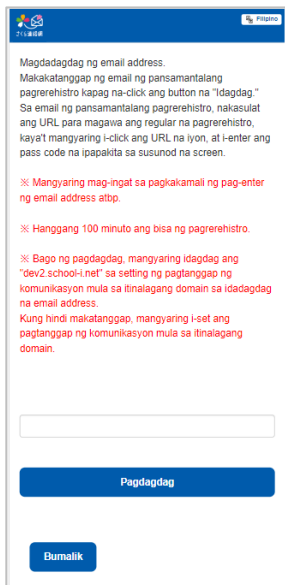 さくら連絡網
Pilipino
Magdadagdag ng email address.
Makakatanggap ng email ng pansamantalang
pagrerehistro kapag na-click ang button na "Idagdag."
Sa email ng pansamantalang pagrerehistro, nakasulat
ang URL para magawa ang regular na pagrerehistro,
kaya't mangyaring i-click ang URL na iyon, at i-enter ang
pass code na ipapakita sa susunod na screen.
※ Mangyaring mag-ingat sa pagkakamali ng pag-enter
ng email address atbp.
※ Hanggang 100 minuto ang bisa ng pagrerehistro.
※ Bago ng pagdagdag, mangyaring idagdag ang
"dev2.school-i.net" sa setting ng pagtanggap ng
komunikasyon mula sa itinalagang domain sa idadagdag
na email address.
Kung hindi makatanggap, mangyaring i-set ang
pagtanggap ng komunikasyon mula sa itinalagang
domain.
Pagdagdag
Bumalik